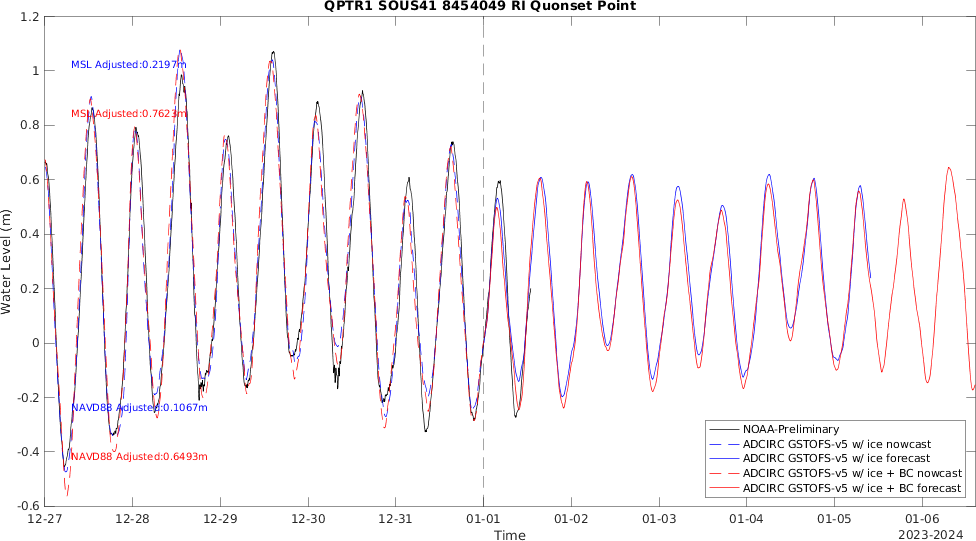 QPTR1 SOUS41 8454049 RI Quonset Point
1.2
1
0.8
0.6
0.4
0.2
0
-0.2
-0.4
-0.6
Water Level (m)
MSL Adjusted:0.2197m
MSL Adjusted:0.7623m
NAVD88 Adjusted:0.1067m
NAVD88 Adjusted:0.6493m
NOAA-Preliminary
ADCIRC GSTOFS-v5 w/ ice nowcast
ADCIRC GSTOFS-v5 w/ ice forecast
ADCIRC GSTOFS-v5 w/ ice + BC nowcast
ADCIRC GSTOFS-v5 w/ ice + BC forecast
12-27 12-28 12-29 12-30 12-31 01-01 01-02 01-03 01-04 01-05 01-06
Time
2023-2024